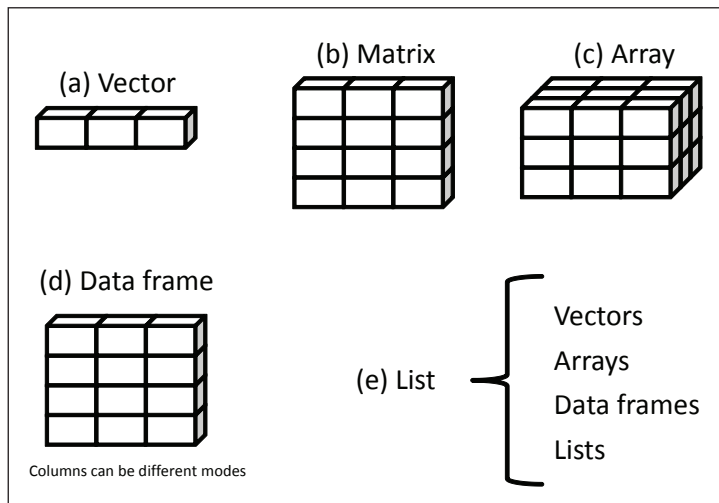 (a) Vector
(b) Matrix
(c) Array
(d) Data frame
Columns can be different modes
(e) List
Vectors
Arrays
Data frames
Lists